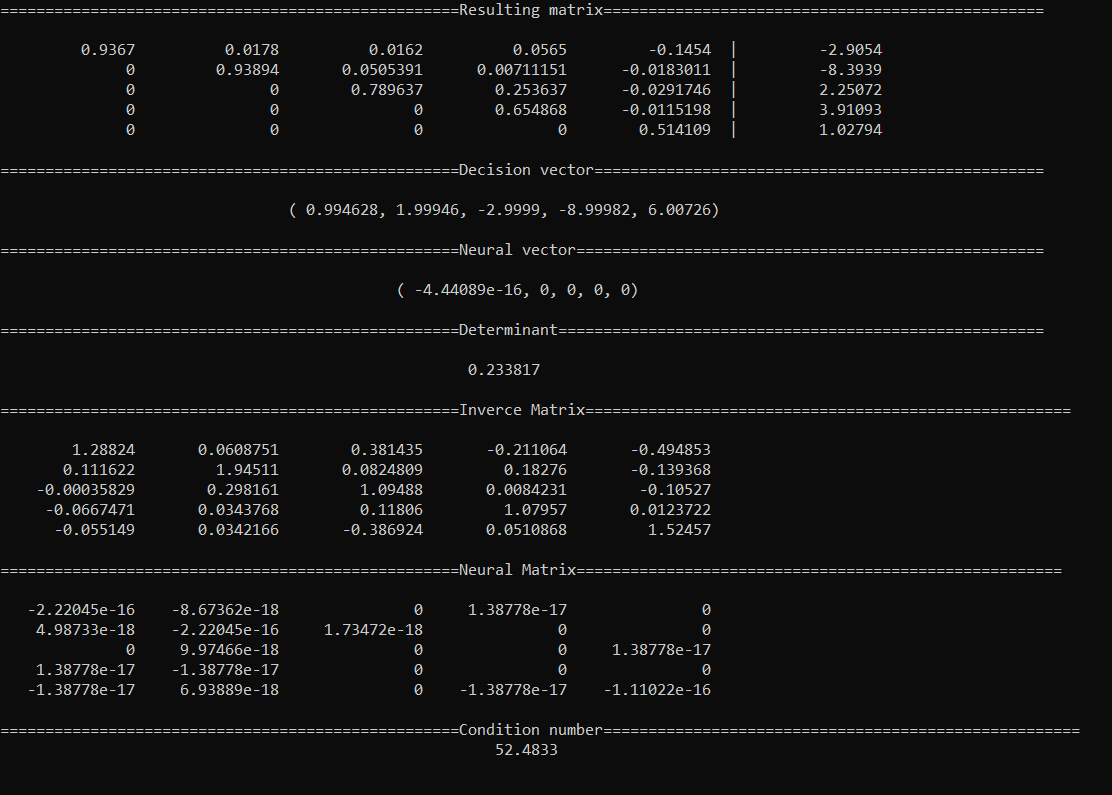 ===================================================Resulting matrix=================================================
0.9367 0.0178 0.0162 0.0565 -0.1454 | -2.9054
0 0.93894 0.0505391 0.00711151 -0.0183011 | -8.3939
0 0 0.789637 0.253637 -0.0291746 | 2.25072
0 0 0 0.654868 -0.0115198 | 3.91093
0 0 0 0 0.514109 | 1.02794
===================================================Decision vector==================================================
( 0.994628, 1.99946, -2.9999, -8.99982, 6.00726)
===================================================Neural vector====================================================
( -4.44089e-16, 0, 0, 0, 0)
===================================================Determinant======================================================
0.233817
===================================================Inverce Matrix======================================================
1.28824 0.0608751 0.381435 -0.211064 -0.494853
0.111622 1.94511 0.0824809 0.18276 -0.139368
-0.00035829 0.298161 1.09488 0.0084231 -0.10527
-0.0667471 0.0343768 0.11806 1.07957 0.0123722
-0.055149 0.0342166 -0.386924 0.0510868 1.52457
===================================================Neural Matrix======================================================
-2.22045e-16 -8.67362e-18 0 1.38778e-17 0
4.98733e-18 -2.22045e-16 1.73472e-18 0 0
0 9.97466e-18 0 0 1.38778e-17
1.38778e-17 -1.38778e-17 0 0 0
-1.38778e-17 6.93889e-18 0 -1.38778e-17 -1.11022e-16
===================================================Condition number=====================================================
52.4833